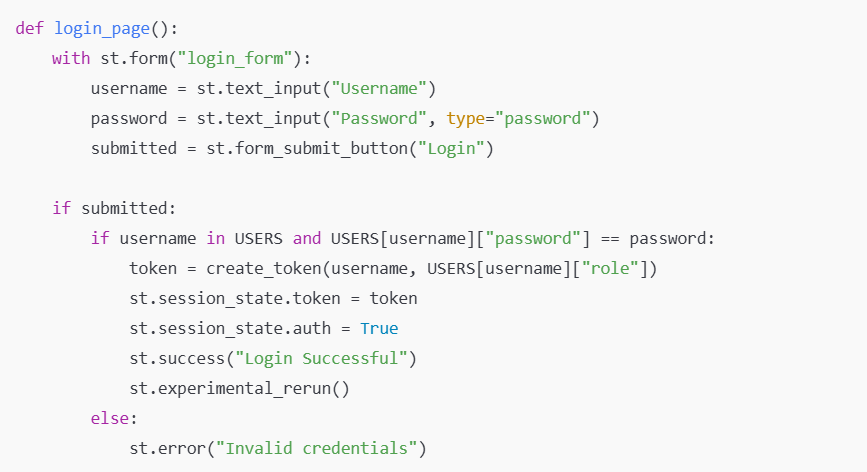 def login_page():
    with st.form("login_form"):
        username = st.text_input("Username")
        password = st.text_input("Password", type="password")
        submitted = st.form_submit_button("Login")

    if submitted:
        if username in USERS and USERS[username]["password"] == password:
            token = create_token(username, USERS[username]["role"])
            st.session_state.token = token
            st.session_state.auth = True
            st.success("Login Successful")
            st.experimental_rerun()
        else:
            st.error("Invalid credentials")